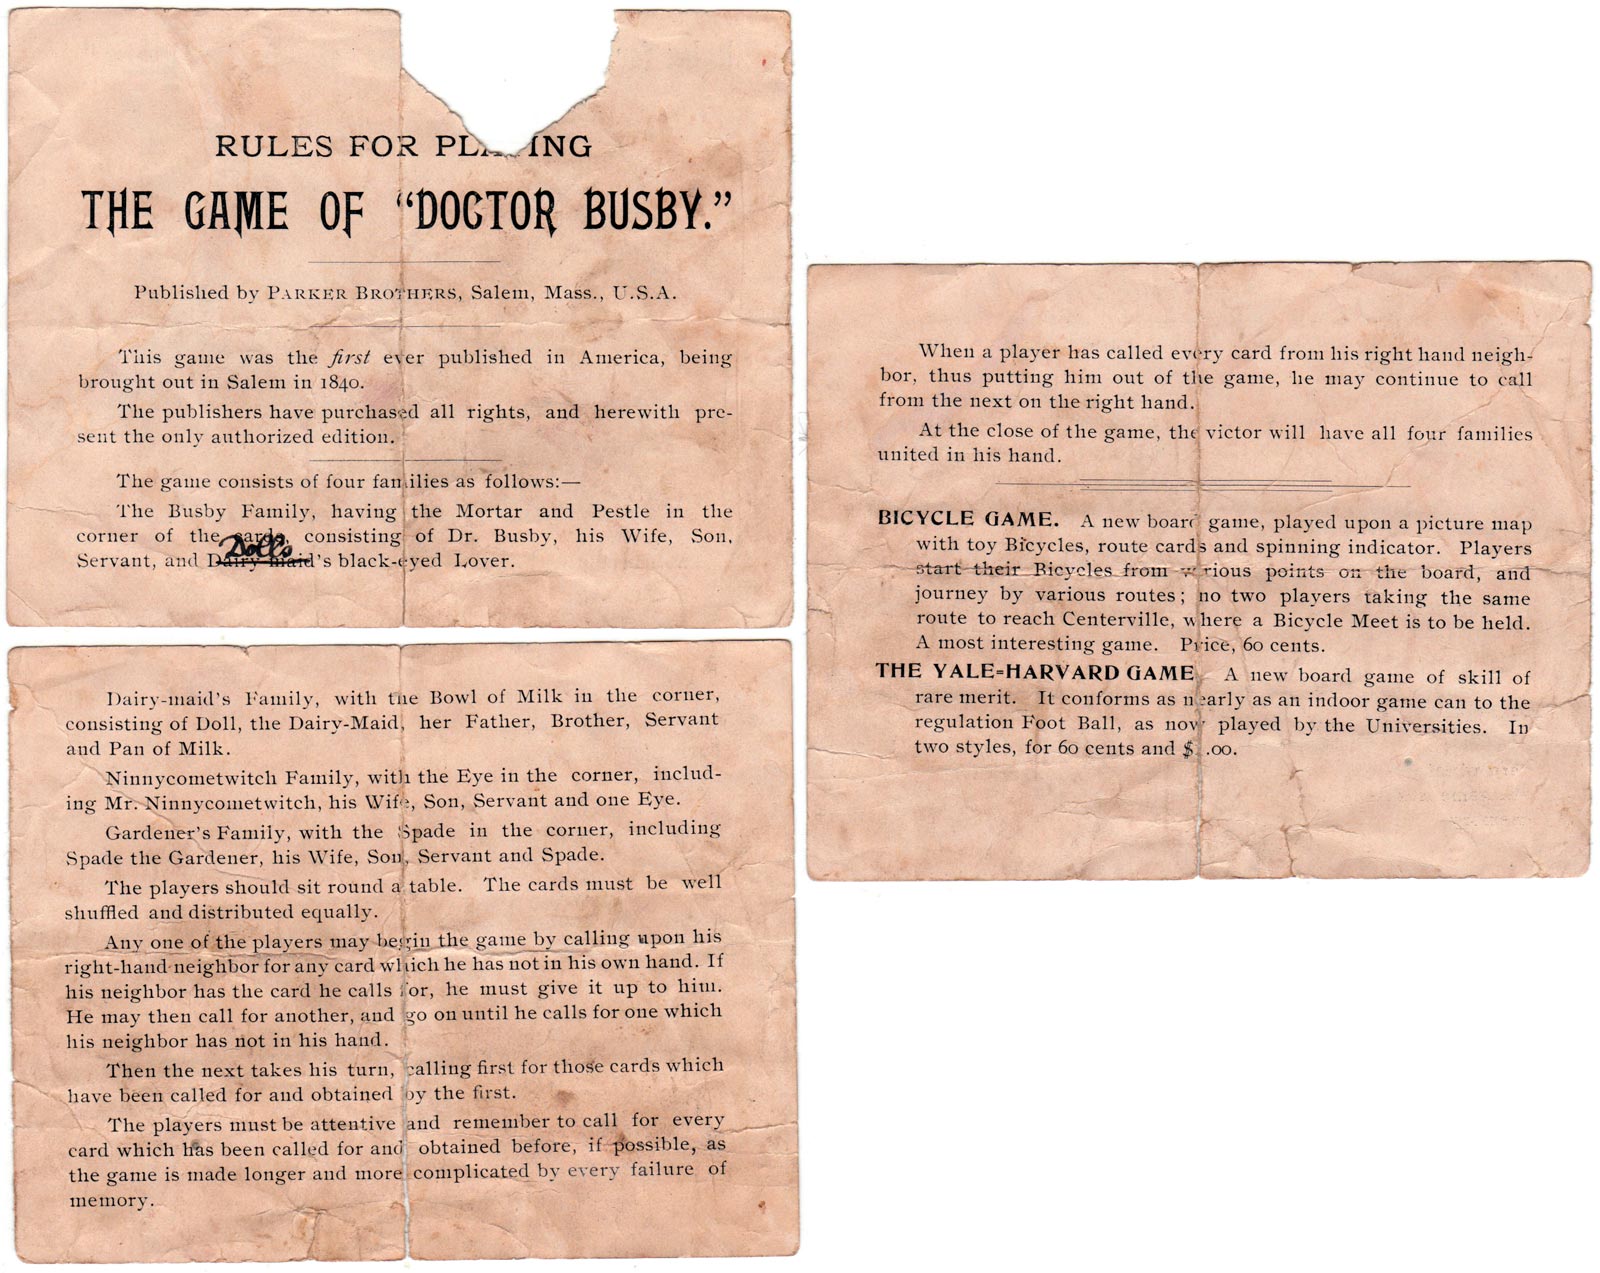 RULES FOR PLAYING
THE GAME OF "DOCTOR BUSBY."
Published by PARKER BROTHERS, Salem, Mass., U.S.A.
This game was the first ever published in America, being
brought out in Salem in 1840.
The publishers have purchased all rights, and herewith pre-
sent the only authorized edition.
The game consists of four families as follows:—
The Busby Family, having the Mortar and Pestle in the
corner of the cards, consisting of Dr. Busby, his Wife, Son,
Dolls
Servant, and Dairy-maid's black-eyed Lover.
Dairy-maid's Family, with the Bowl of Milk in the corner,
consisting of Doll, the Dairy-Maid, her Father, Brother, Servant
and Pan of Milk.
Ninnycometwitch Family, with the Eye in the corner, includ-
ing Mr. Ninnycometwitch, his Wife, Son, Servant and one Eye.
Gardener's Family, with the Spade in the corner, including
Spade the Gardener, his Wife, Son, Servant and Spade.
The players should sit round a table. The cards must be well
shuffled and distributed equally.
Any one of the players may begin the game by calling upon his
right-hand neighbor for any card which he has not in his own hand. If
his neighbor has the card he calls for, he must give it up to him.
He may then call for another, and go on until he calls for one which
his neighbor has not in his hand.
Then the next takes his turn, calling first for those cards which
have been called for and obtained by the first.
The players must be attentive and remember to call for every
card which has been called for and obtained before, if possible, as
the game is made longer and more complicated by every failure of
memory.
When a player has called every card from his right hand neigh-
bor, thus putting him out of the game, he may continue to call
from the next on the right hand.
At the close of the game, the victor will have all four families
united in his hand.
BICYCLE GAME. A new board game, played upon a picture map
with toy Bicycles, route cards and spinning indicator. Players
start their Bicycles from various points on the board, and
journey by various routes; no two players taking the same
route to reach Centerville, where a Bicycle Meet is to be held.
A most interesting game. Price, 60 cents.
THE YALE=HARVARD GAME. A new board game of skill of
rare merit. It conforms as nearly as an indoor game can to the
regulation Foot Ball, as now played by the Universities. In
two styles, for 60 cents and $ .00.